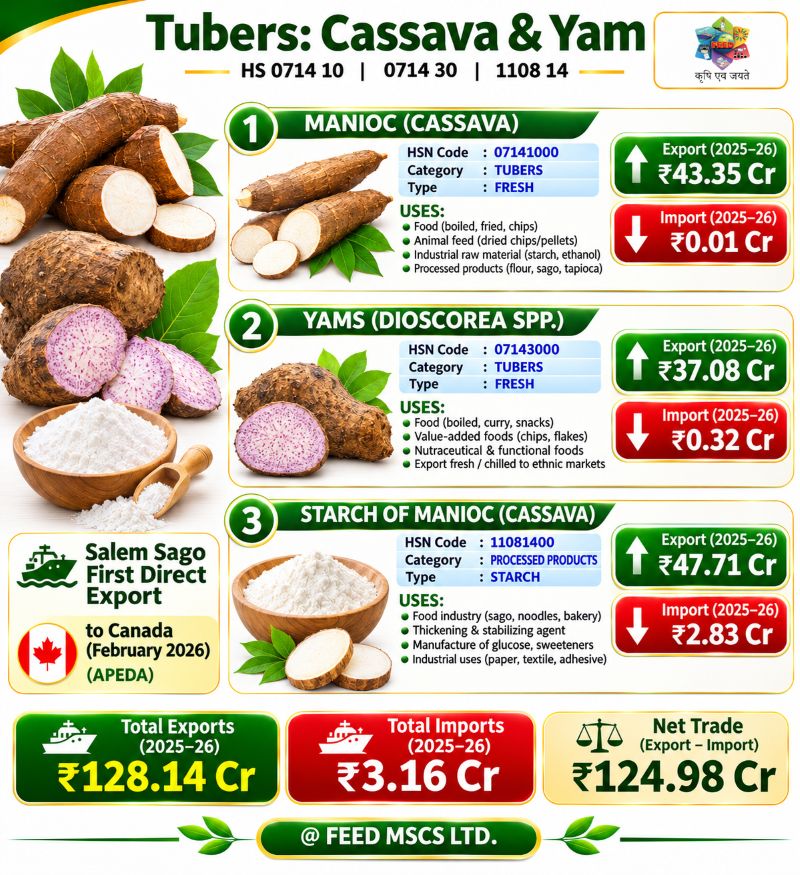 Tubers: Cassava & Yam
HS 0714 10 | 0714 30 | 1108 14
FEED
कृषि एव जयते
1 MANIOC (CASSAVA)
HSN Code : 07141000
Category : TUBERS
Type : FRESH
USES:
• Food (boiled, fried, chips)
• Animal feed (dried chips/pellets)
• Industrial raw material (starch, ethanol)
• Processed products (flour, sago, tapioca)
Export (2025–26)
₹43.35 Cr
Import (2025–26)
₹0.01 Cr
2 YAMS (DIOSCOREA SPP.)
HSN Code : 07143000
Category : TUBERS
Type : FRESH
USES:
• Food (boiled, curry, snacks)
• Value-added foods (chips, flakes)
• Nutraceutical & functional foods
• Export fresh / chilled to ethnic markets
Export (2025–26)
₹37.08 Cr
Import (2025–26)
₹0.32 Cr
3 STARCH OF MANIOC (CASSAVA)
HSN Code : 11081400
Category : PROCESSED PRODUCTS
Type : STARCH
USES:
• Food industry (sago, noodles, bakery)
• Thickening & stabilizing agent
• Manufacture of glucose, sweeteners
• Industrial uses (paper, textile, adhesive)
Export (2025–26)
₹47.71 Cr
Import (2025–26)
₹2.83 Cr
Salem Sago
First Direct
Export
to Canada
(February 2026)
(APEDA)
Total Exports
(2025–26)
₹128.14 Cr
Total Imports
(2025–26)
₹3.16 Cr
Net Trade
(Export – Import)
₹124.98 Cr
@ FEED MSCS LTD.